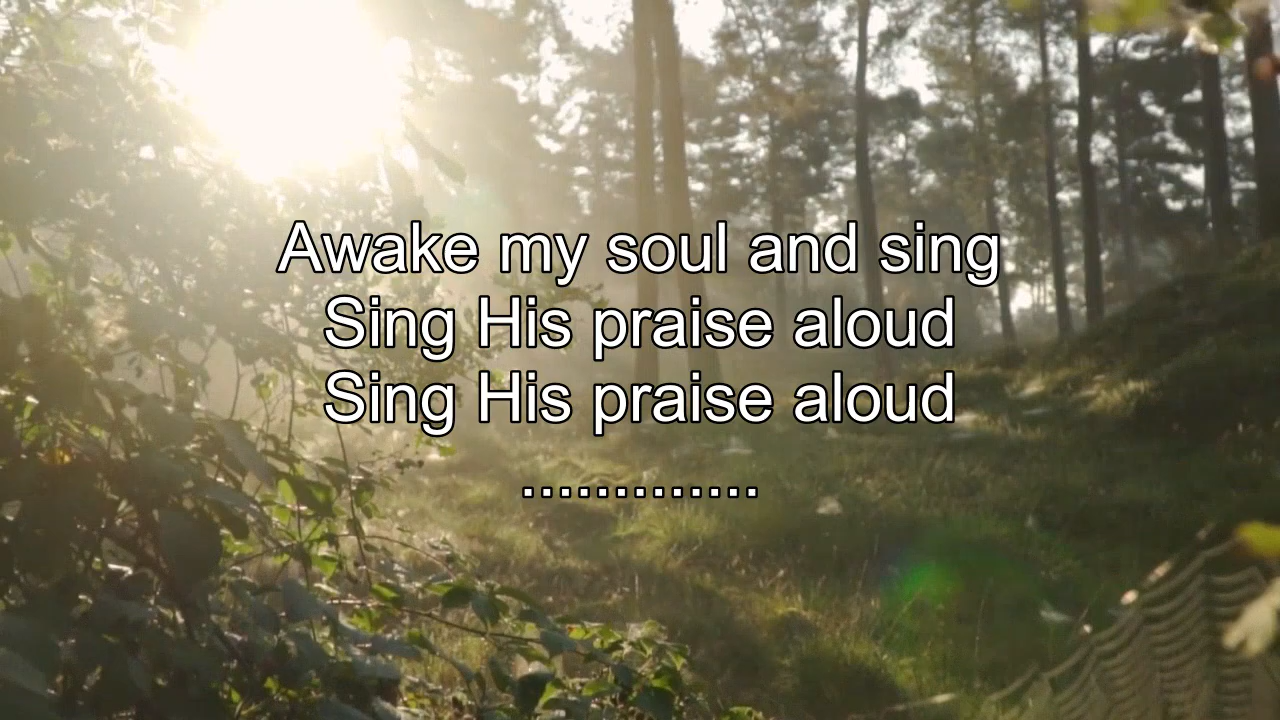 Awake my soul and sing
Sing His praise aloud
Sing His praise aloud
.............